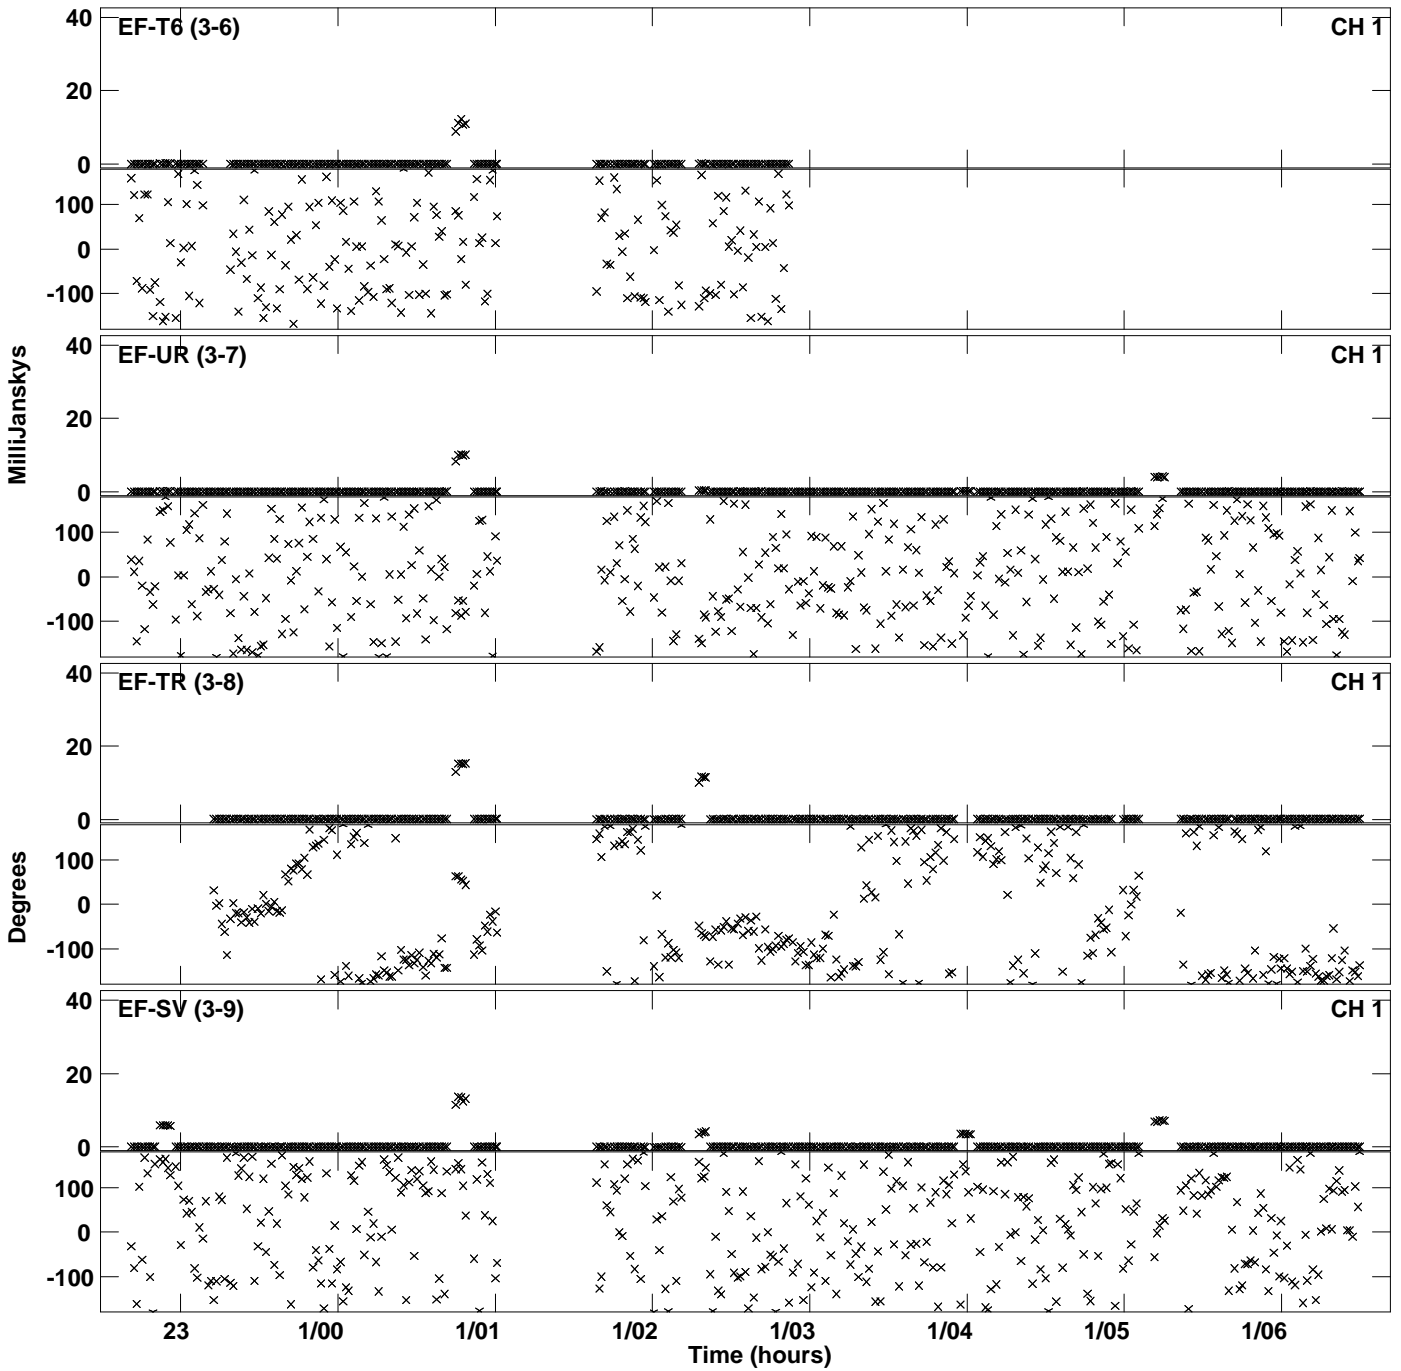 40 EF-T6 (3-6) CH 1
20
0
100
0
-100
40 EF-UR (3-7) CH 1
20
0
100
0
-100
MilliJanskys
40 EF-TR (3-8) CH 1
20
0
100
0
-100
Degrees
40 EF-SV (3-9) CH 1
20
0
100
0
-100
23 1/00 1/01 1/02 1/03 1/04 1/05 1/06
Time (hours)